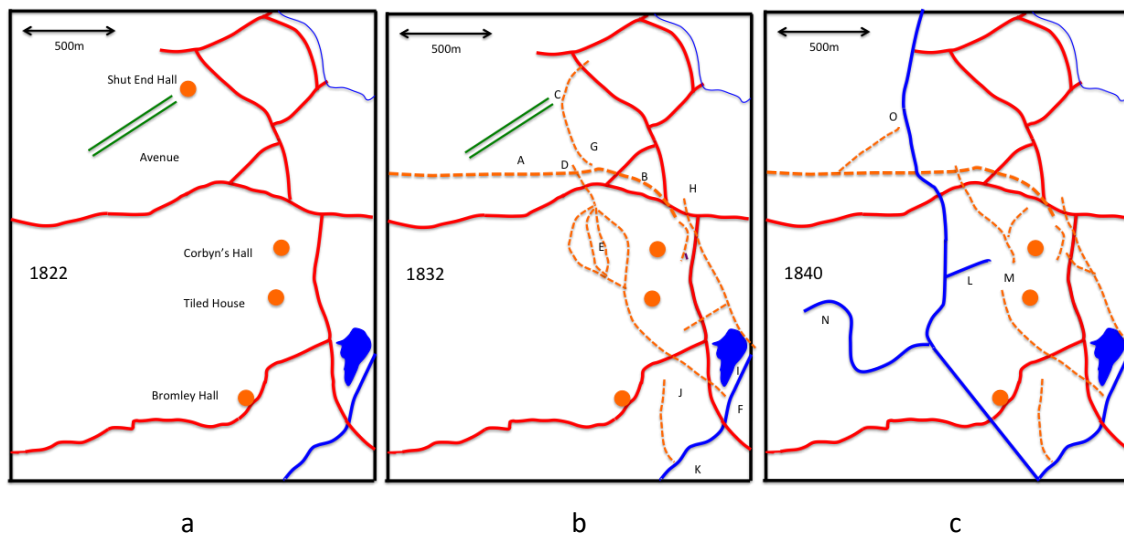 500m
Shut End Hall
Avenue
Corbyn's Hall
1822
Tiled House
Bromley Hall
a
500m
C
G
A
D
B
H
E
A
1832
I
J
F
K
b
500m
O
M
L
1840
N
c